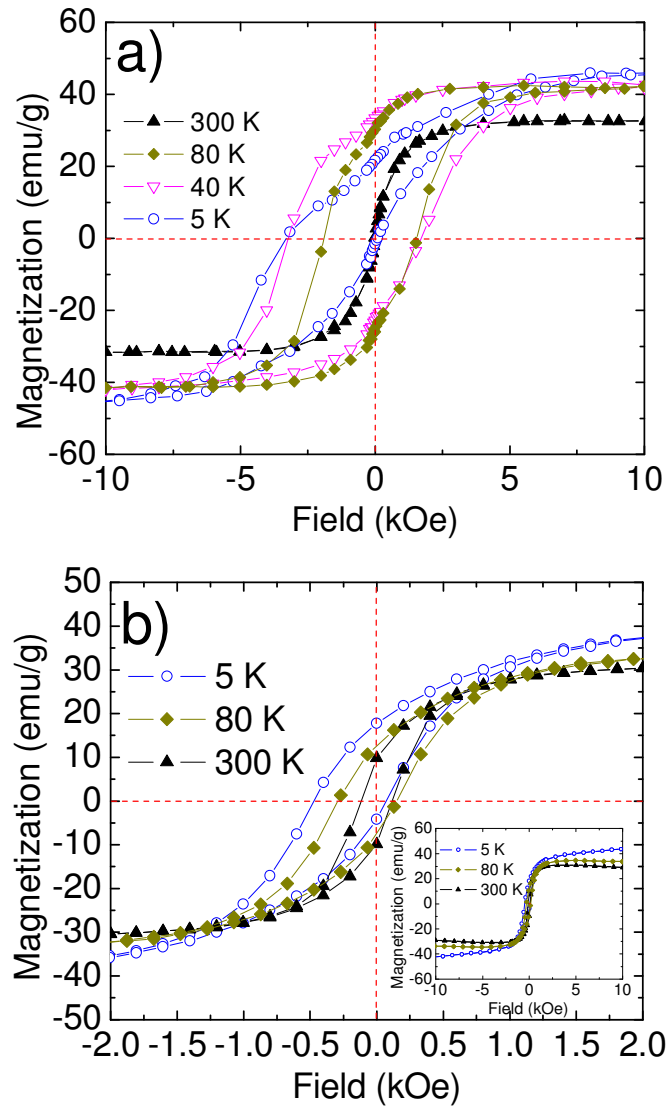 60
a)
40
300 K
20
80 K
40 K
0
5 K
-20
-40
-60
-10 -5 0 5 10
Magnetization (emu/g)
Field (kOe)
50
b)
40
30
5 K
20
80 K
10
300 K
0
-10
-20
-30
-40
-50
-2.0 -1.5 -1.0 -0.5 0.0 0.5 1.0 1.5 2.0
Magnetization (emu/g)
Field (kOe)
60
40
5 K
20
80 K
0
300 K
-20
-40
-60
-10 -5 0 5 10
Magnetization (emu/g)
Field (kOe)